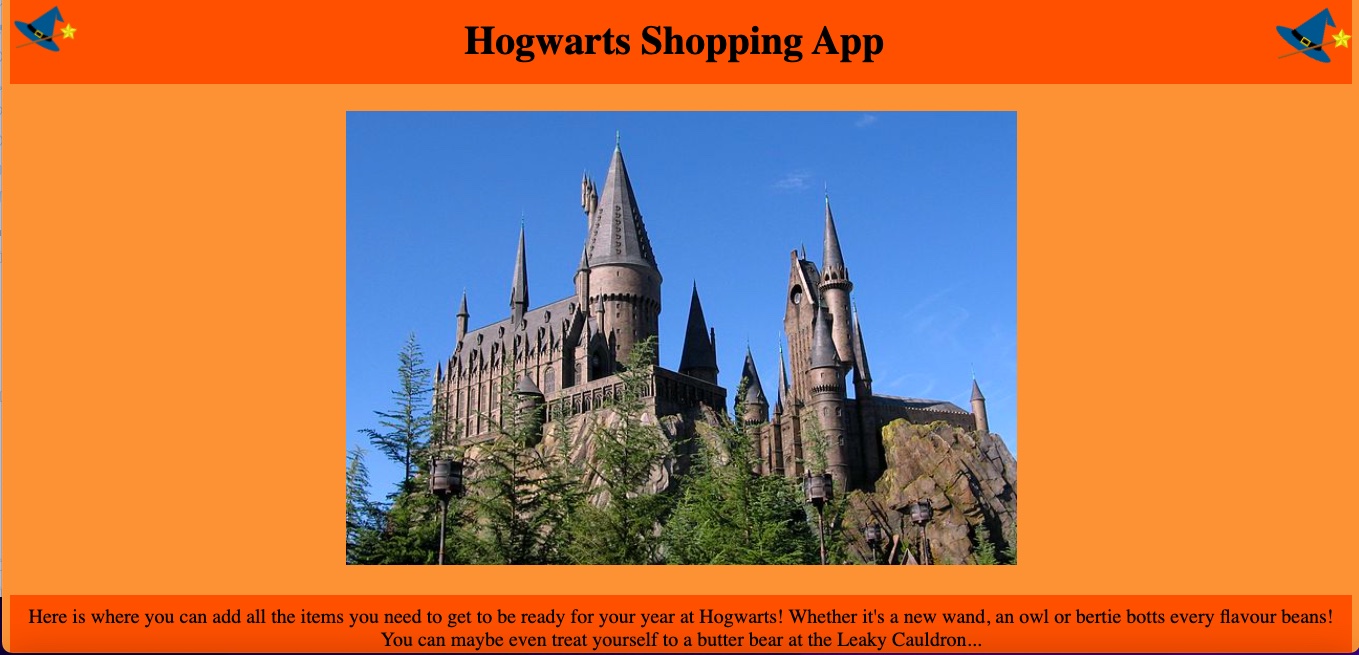 Hogwarts Shopping App
Here is where you can add all the items you need to get to be ready for your year at Hogwarts! Whether it's a new wand, an owl or bertie botts every flavour beans!
You can maybe even treat yourself to a butter bear at the Leaky Cauldron...